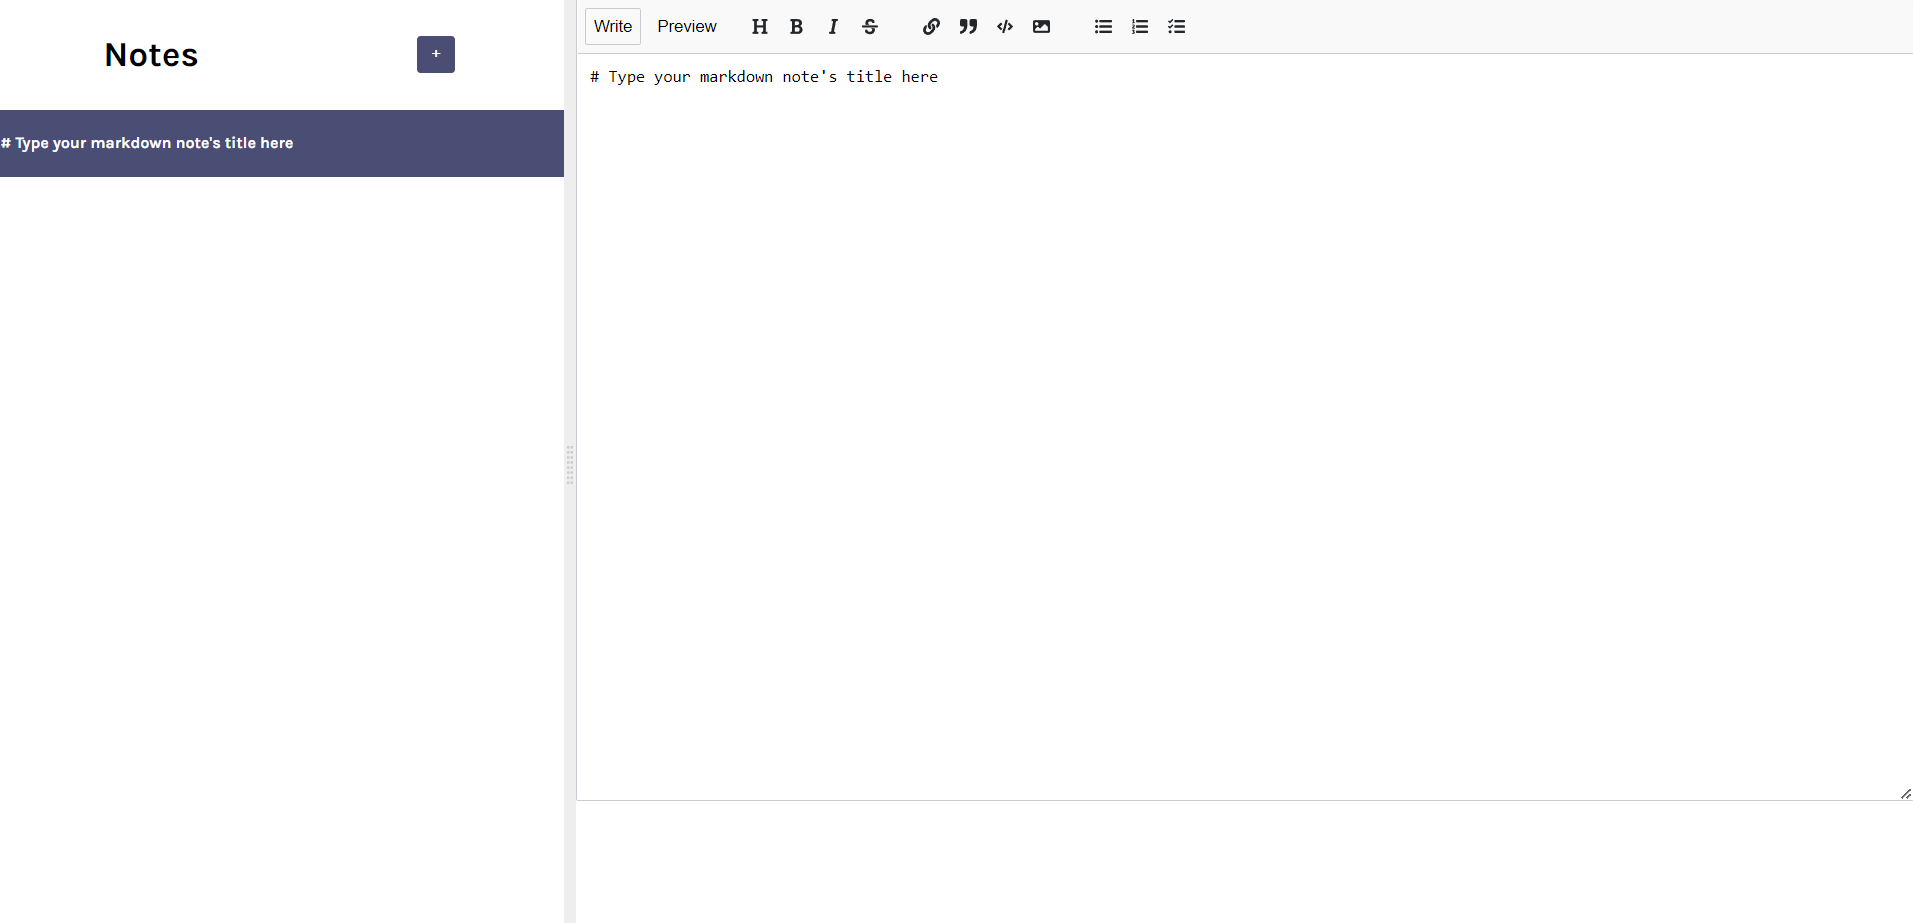 Notes
+
# Type your markdown note's title here
Write Preview
# Type your markdown note's title here